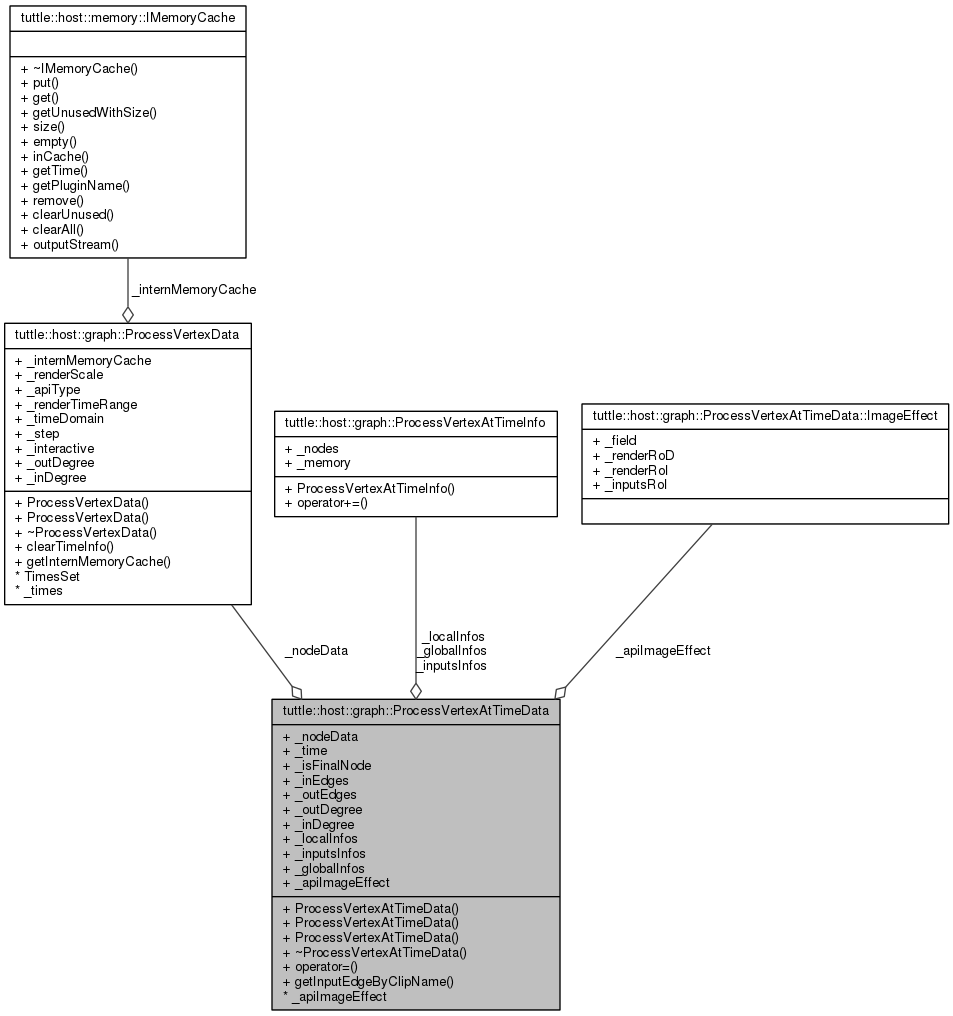 tuttle::host::memory::IMemoryCache
+ ~IMemoryCache()
+ put()
+ get()
+ getUnusedWithSize()
+ size()
+ empty()
+ inCache()
+ getTime()
+ getPluginName()
+ remove()
+ clearUnused()
+ clearAll()
+ outputStream()
_internMemoryCache
tuttle::host::graph::ProcessVertexData
+ _internMemoryCache
+ _renderScale
+ _apiType
+ _renderTimeRange
+ _timeDomain
+ _step
+ _interactive
+ _outDegree
+ _inDegree
+ ProcessVertexData()
+ ProcessVertexData()
+ ~ProcessVertexData()
+ clearTimeInfo()
+ getInternMemoryCache()
* TimesSet
* _times
tuttle::host::graph::ProcessVertexAtTimeInfo
+ _nodes
+ _memory
+ ProcessVertexAtTimeInfo()
+ operator+=()
tuttle::host::graph::ProcessVertexAtTimeData::ImageEffect
+ _field
+ _renderRoD
+ _renderRoI
+ _inputsRoI
_nodeData
_localInfos
_globalInfos
_inputsInfos
_apiImageEffect
tuttle::host::graph::ProcessVertexAtTimeData
+ _nodeData
+ _time
+ _isFinalNode
+ _inEdges
+ _outEdges
+ _outDegree
+ _inDegree
+ _localInfos
+ _inputsInfos
+ _globalInfos
+ _apiImageEffect
+ ProcessVertexAtTimeData()
+ ProcessVertexAtTimeData()
+ ProcessVertexAtTimeData()
+ ~ProcessVertexAtTimeData()
+ operator=()
+ getInputEdgeByClipName()
* _apiImageEffect